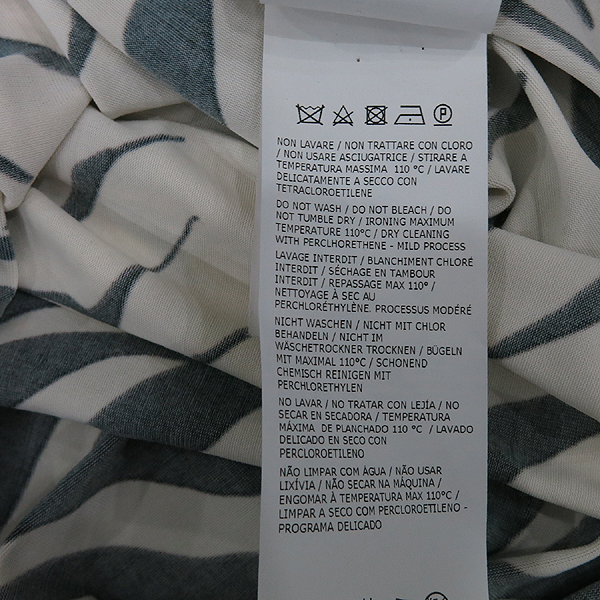 P
NON LAVARE / NON TRATTARE CON CLORO
/ NON USARE ASCIUGATRICE / STIRARE A
TEMPERATURA MASSIMA 110 °C / LAVARE
DELICATAMENTE A SECCO CON
TETRACLOROETILENE
DO NOT WASH / DO NOT BLEACH / DO
NOT TUMBLE DRY / IRONING MAXIMUM
TEMPERATURE 110°C / DRY CLEANING
WITH PERCLHORETHENE - MILD PROCESS
LAVAGE INTERDIT / BLANCHIMENT CHLORÉ
INTERDIT / SÉCHAGE EN TAMBOUR
INTERDIT / REPASSAGE MAX 110° /
NETTOYAGE À SEC AU
PERCHLORÉTHYLÈNE. PROCESSUS MODÉRÉ
NICHT WASCHEN / NICHT MIT CHLOR
BEHANDELN / NICHT IM
WÄSCHETROCKNER TROCKNEN / BÜGELN
MIT MAXIMAL 110°C / SCHONEND
CHEMISCH REINIGEN MIT
PERCHLORETHYLEN
NO LAVAR / NO TRATAR CON LEJÍA / NO
SECAR EN SECADORA / TEMPERATURA
MÁXIMA DE PLANCHADO 110 °C / LAVADO
DELICADO EN SECO CON
PERCLOROETILENO
NÃO LIMPAR COM ÁGUA / NÃO USAR
LIXÍVIA / NÃO SECAR NA MÁQUINA /
ENGOMAR À TEMPERATURA MAX 110°C /
LIMPAR A SECO COM PERCLOROETILENO -
PROGRAMA DELICADO